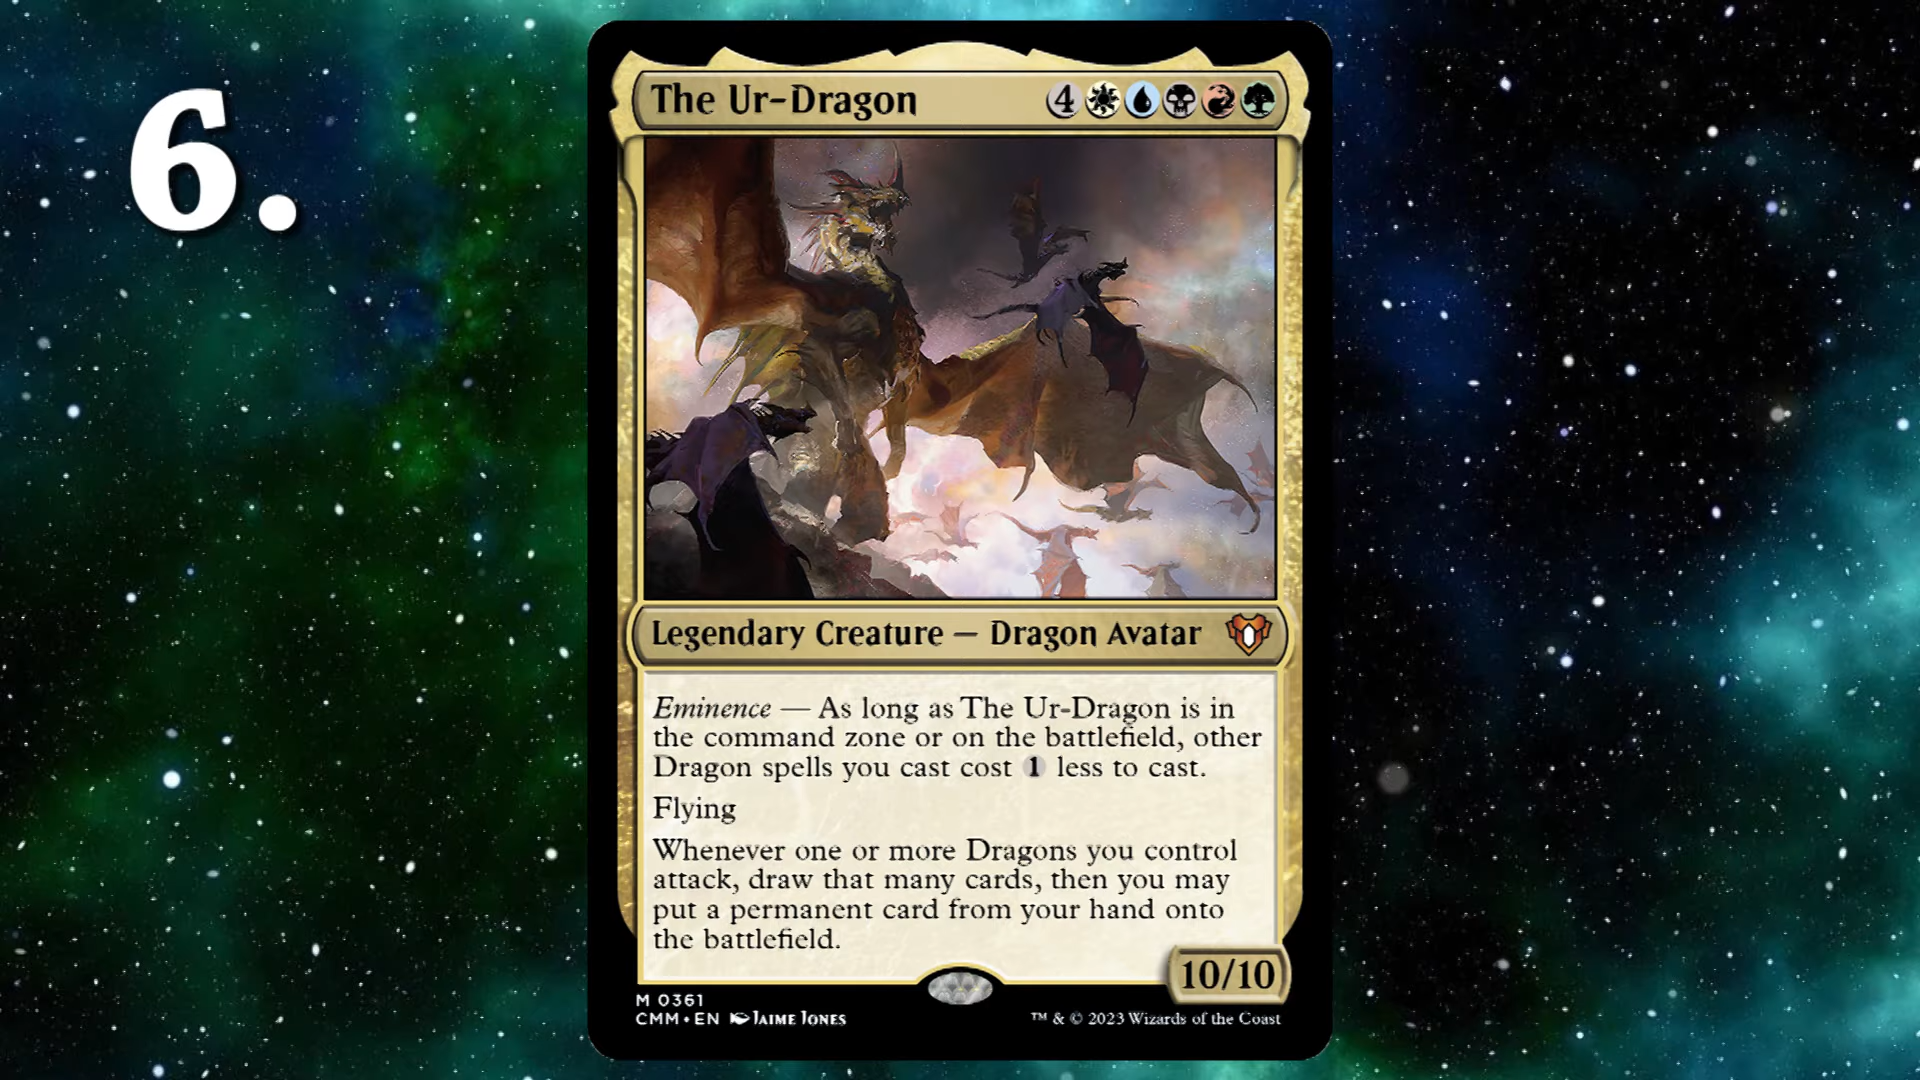 6.
The Ur-Dragon 4
Legendary Creature — Dragon Avatar
Eminence — As long as The Ur-Dragon is in
the command zone or on the battlefield, other
Dragon spells you cast cost 1 less to cast.
Flying
Whenever one or more Dragons you control
attack, draw that many cards, then you may
put a permanent card from your hand onto
the battlefield.
10/10
M 0361
CMM • EN JAIME JONES
™ & © 2023 Wizards of the Coast